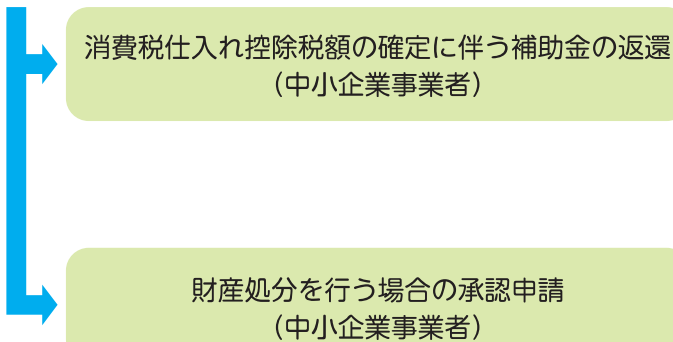 消費税仕入れ控除税額の確定に伴う補助金の返還
（中小企業事業者）
財産処分を行う場合の承認申請
（中小企業事業者）